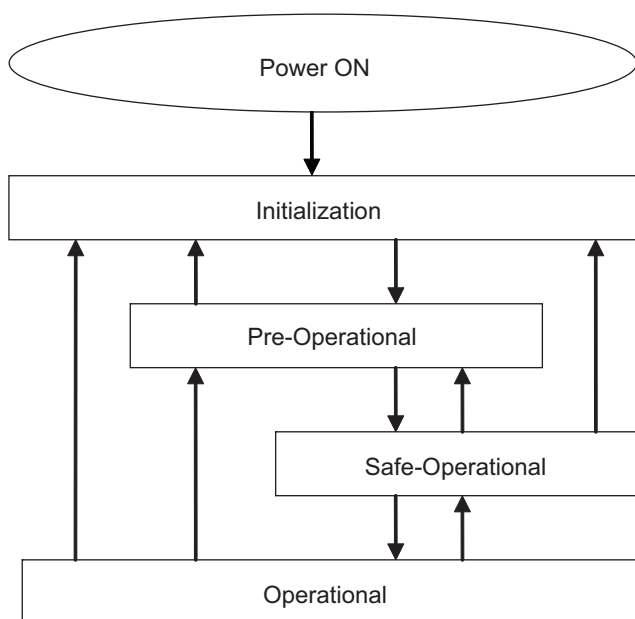 Power ON
Initialization
Pre-Operational
Safe-Operational
Operational